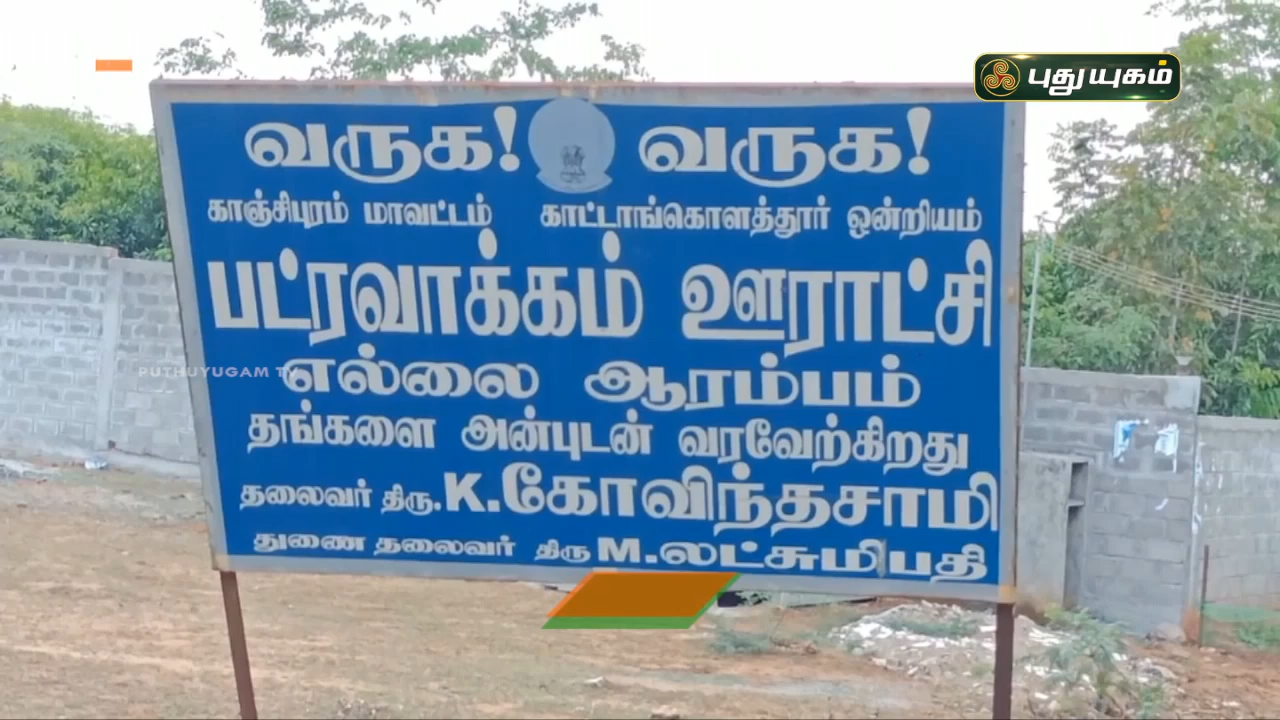 புதுயுகம்
வருக! வருக!
காஞ்சிபுரம் மாவட்டம் காட்டாங்கொளத்தூர் ஒன்றியம்
பட்ரவாக்கம் ஊராட்சி
எல்லை ஆரம்பம்
PUTHUYUGAM TV
தங்களை அன்புடன் வரவேற்கிறது
தலைவர் திரு.K.கோவிந்தசாமி
துணை தலைவர் திரு M.லட்சுமிபதி